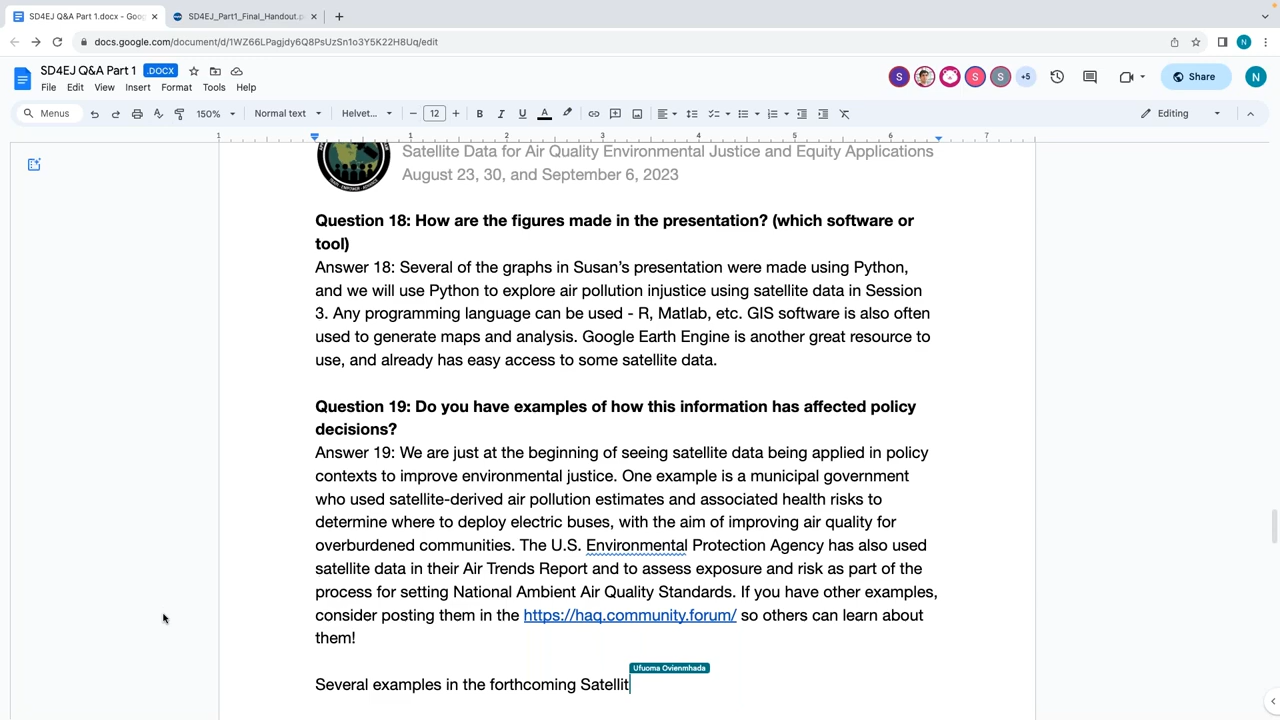 SD4EJ Q&A Part 1.docx - Goo
SD4EJ_Part1_Final_Handout.p
docs.google.com/document/d/1WZ66LPagjdy6Q8PsUzSn1o3Y5K22H8Uq/edit
N
SD4EJ Q&A Part 1 .DOCX
S S S +5 Share N
File Edit View Insert Format Tools Help
Menus 150% Normal text Helvet... 12 B I U A Editing
1 1 2 3 4 5 6 7
Satellite Data for Air Quality Environmental Justice and Equity Applications
August 23, 30, and September 6, 2023
Question 18: How are the figures made in the presentation? (which software or
tool)
Answer 18: Several of the graphs in Susan's presentation were made using Python,
and we will use Python to explore air pollution injustice using satellite data in Session
3. Any programming language can be used - R, Matlab, etc. GIS software is also often
used to generate maps and analysis. Google Earth Engine is another great resource to
use, and already has easy access to some satellite data.
Question 19: Do you have examples of how this information has affected policy
decisions?
Answer 19: We are just at the beginning of seeing satellite data being applied in policy
contexts to improve environmental justice. One example is a municipal government
who used satellite-derived air pollution estimates and associated health risks to
determine where to deploy electric buses, with the aim of improving air quality for
overburdened communities. The U.S. Environmental Protection Agency has also used
satellite data in their Air Trends Report and to assess exposure and risk as part of the
process for setting National Ambient Air Quality Standards. If you have other examples,
consider posting them in the https://haq.community.forum/ so others can learn about
them!
Ufuoma Ovienmhada
Several examples in the forthcoming Satellit